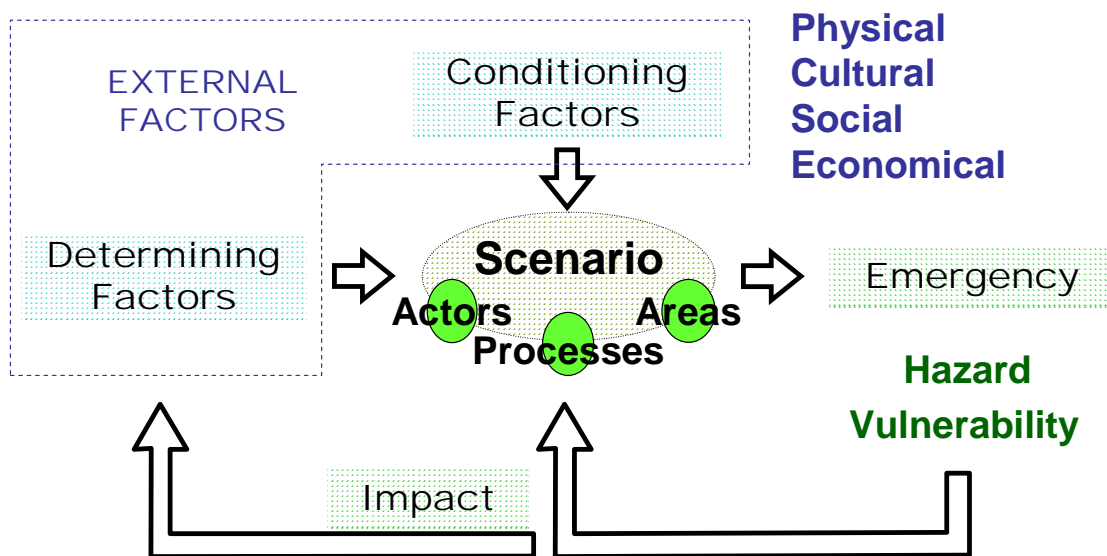 EXTERNAL
FACTORS
Conditioning
Factors
Physical
Cultural
Social
Economical
Determining
Factors
Scenario
Actors
Areas
Processes
Emergency
Hazard
Vulnerability
Impact